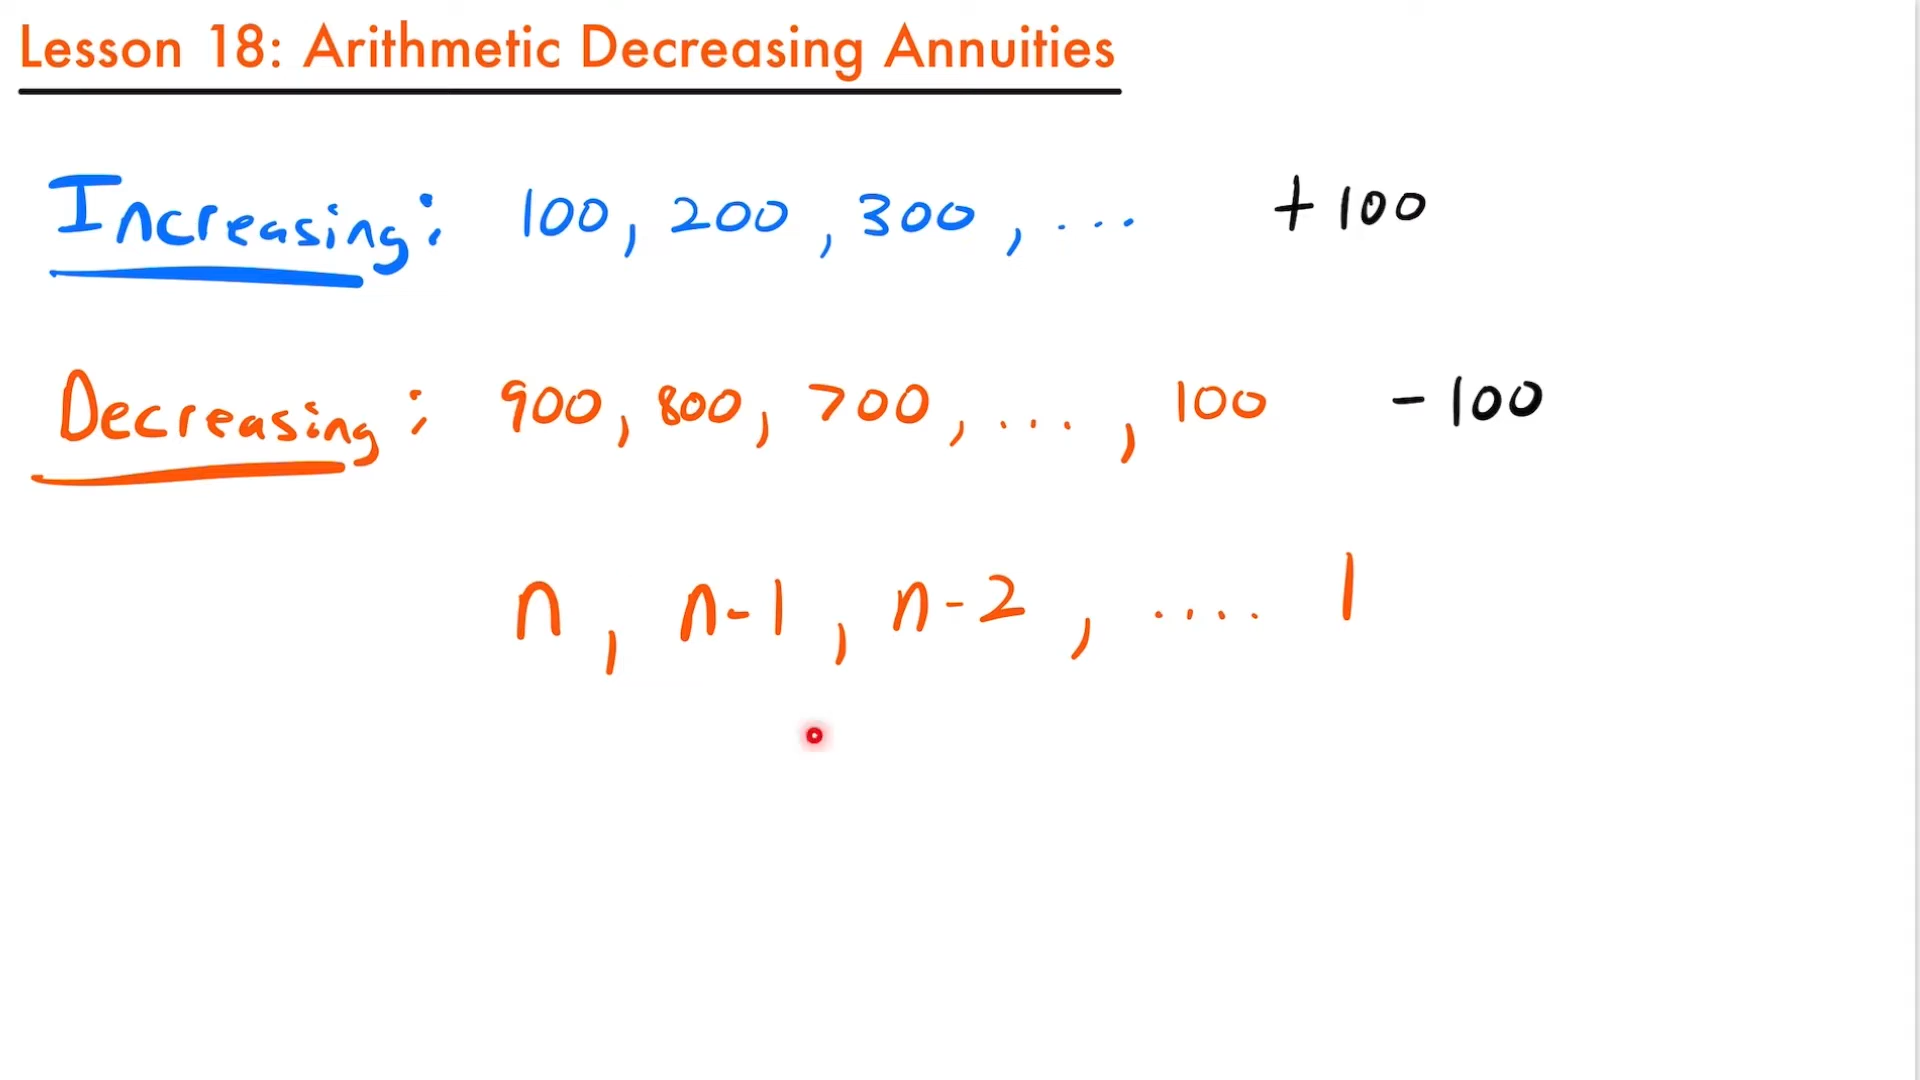 Lesson 18: Arithmetic Decreasing Annuities
Increasing: 100, 200, 300, ... +100
Decreasing: 900, 800, 700, ..., 100 -100
n, n-1, n-2, .... 1